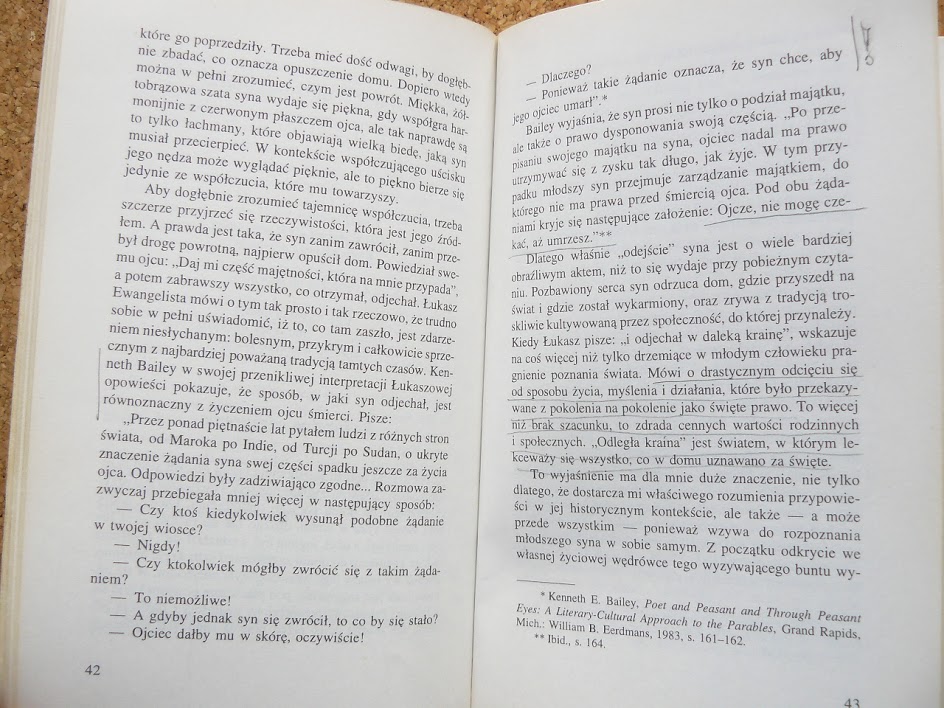 które go poprzedziły. Trzeba mieć dość odwagi, by dogłęb-
nie zbadać, co oznacza opuszczenie domu. Dopiero wtedy
można w pełni zrozumieć, czym jest powrót. Miękka, żół-
tobrązowa szata syna wydaje się piękna, gdy współgra har-
monijnie z czerwonym płaszczem ojca, ale tak naprawdę są
to tylko łachmany, które objawiają wielką biedę, jaką syn
musiał przecierpieć. W kontekście współczującego uścisku
jego nędza może wyglądać pięknie, ale to piękno bierze się
jedynie ze współczucia, które mu towarzyszy.
Aby dogłębnie zrozumieć tajemnicę współczucia, trzeba
szczerze przyjrzeć się rzeczywistości, która jest jego źród-
łem. A prawda jest taka, że syn zanim zawrócił, zanim prze-
był drogę powrotną, najpierw opuścił dom. Powiedział swe-
mu ojcu: „Daj mi część majętności, która na mnie przypada”,
a potem zabrawszy wszystko, co otrzymał, odjechał. Łukasz
Ewangelista mówi o tym tak prosto i tak rzeczowo, że trudno
sobie w pełni uświadomić, iż to, co tam zaszło, jest zdarze-
niem niesłychanym: bolesnym, przykrym i całkowicie sprze-
cznym z najbardziej poważaną tradycją tamtych czasów. Ken-
neth Bailey w swojej przenikliwej interpretacji Łukaszowej
opowieści pokazuje, że sposób, w jaki syn odjechał, jest
równoznaczny z życzeniem ojcu śmierci. Pisze:
„Przez ponad piętnaście lat pytałem ludzi z różnych stron
świata, od Maroka po Indie, od Turcji po Sudan, o ukryte
znaczenie żądania syna swej części spadku jeszcze za życia
ojca. Odpowiedzi były zadziwiająco zgodne... Rozmowa za-
zwyczaj przebiegała mniej więcej w następujący sposób:
— Czy ktoś kiedykolwiek wysunął podobne żądanie
w twojej wiosce?
— Nigdy!
— Czy ktokolwiek mógłby zwrócić się z takim żąda-
niem?
— To niemożliwe!
— A gdyby jednak syn się zwrócił, to co by się stało?
— Ojciec dałby mu w skórę, oczywiście!
42
— Dlaczego?
— Ponieważ takie żądanie oznacza, że syn chce, aby
jego ojciec umarł”.*
Bailey wyjaśnia, że syn prosi nie tylko o podział majątku,
ale także o prawo dysponowania swoją częścią. „Po prze-
pisaniu swojego majątku na syna, ojciec nadal ma prawo
utrzymywać się z zysku tak długo, jak żyje. W tym przy-
padku młodszy syn przejmuje zarządzanie majątkiem, do
którego nie ma prawa przed śmiercią ojca. Pod obu żąda-
niami kryje się następujące założenie: Ojcze, nie mogę cze-
kać, aż umrzesz.”**
Dlatego właśnie „odejście” syna jest o wiele bardziej
obraźliwym aktem, niż to się wydaje przy pobieżnym czyta-
niu. Pozbawiony serca syn odrzuca dom, gdzie przyszedł na
świat i gdzie został wykarmiony, oraz zrywa z tradycją tro-
skliwie kultywowaną przez społeczność, do której przynależy.
Kiedy Łukasz pisze: „i odjechał w daleką krainę”, wskazuje
na coś więcej niż tylko drzemiące w młodym człowieku pra-
gnienie poznania świata. Mówi o drastycznym odcięciu się
od sposobu życia, myślenia i działania, które było przekazy-
wane z pokolenia na pokolenie jako święte prawo. To więcej
niż brak szacunku, to zdrada cennych wartości rodzinnych
i społecznych. „Odległa kraina” jest światem, w którym lek-
ceważy się wszystko, co w domu uznawano za święte.
To wyjaśnienie ma dla mnie duże znaczenie, nie tylko
dlatego, że dostarcza mi właściwego rozumienia przypowie-
ści w jej historycznym kontekście, ale także — a może
przede wszystkim — ponieważ wzywa do rozpoznania
młodszego syna w sobie samym. Z początku odkrycie we
własnej życiowej wędrówce tego wyzywającego buntu wy-
* Kenneth E. Bailey, Poet and Peasant and Through Peasant
Eyes: A Literary-Cultural Approach to the Parables, Grand Rapids,
Mich.: William B. Eerdmans, 1983, s. 161–162.
** Ibid., s. 164.
43